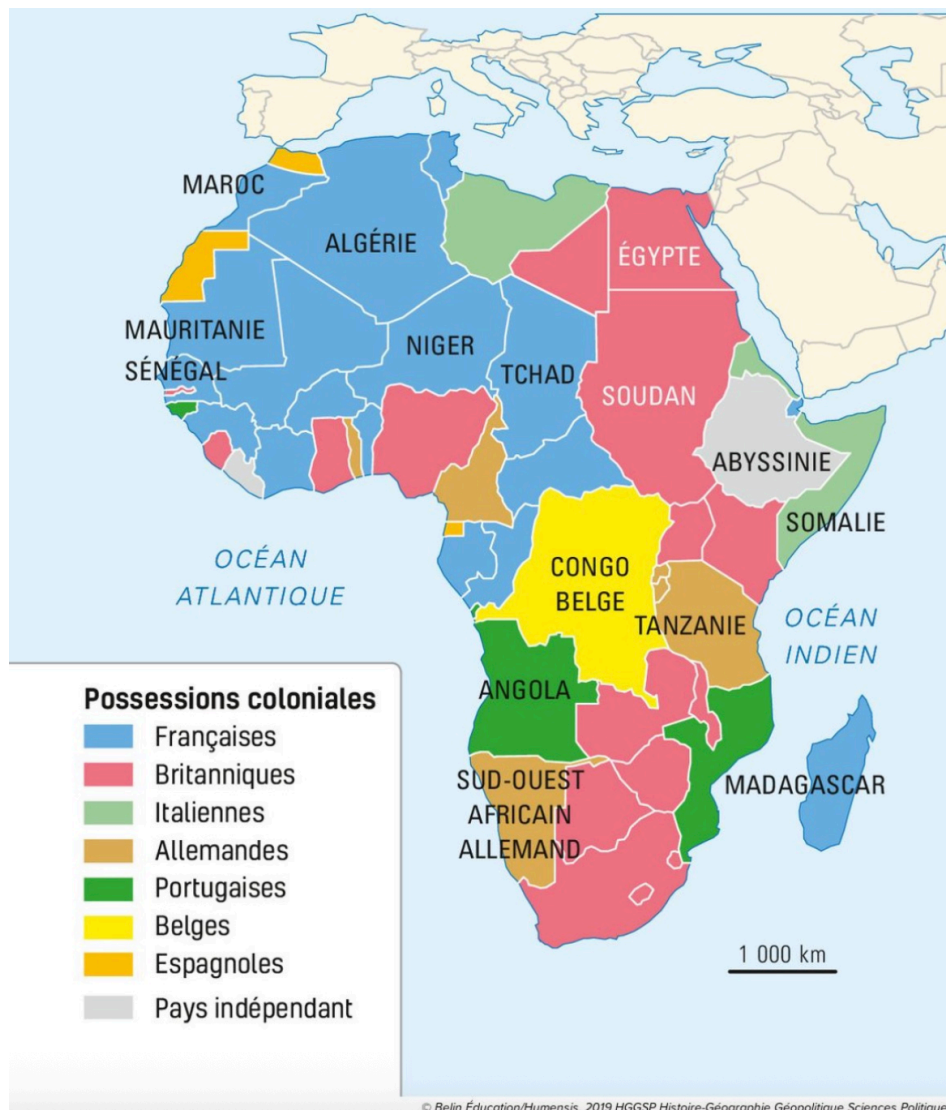 MAROC
ALGÉRIE
ÉGYPTE
MAURITANIE
NIGER
SÉNÉGAL
TCHAD
SOUDAN
ABYSSINIE
SOMALIE
OCÉAN
ATLANTIQUE
CONGO
BELGE
TANZANIE
OCÉAN
INDIEN
ANGOLA
SUD-OUEST
AFRICAIN
ALLEMAND
MADAGASCAR
Possessions coloniales
Françaises
Britanniques
Italiennes
Allemandes
Portugaises
Belges
Espagnoles
Pays indépendant
1 000 km
© Belin Éducation/Humensis, 2019 HGGSP Histoire-Géographie Géopolitique Sciences Politique